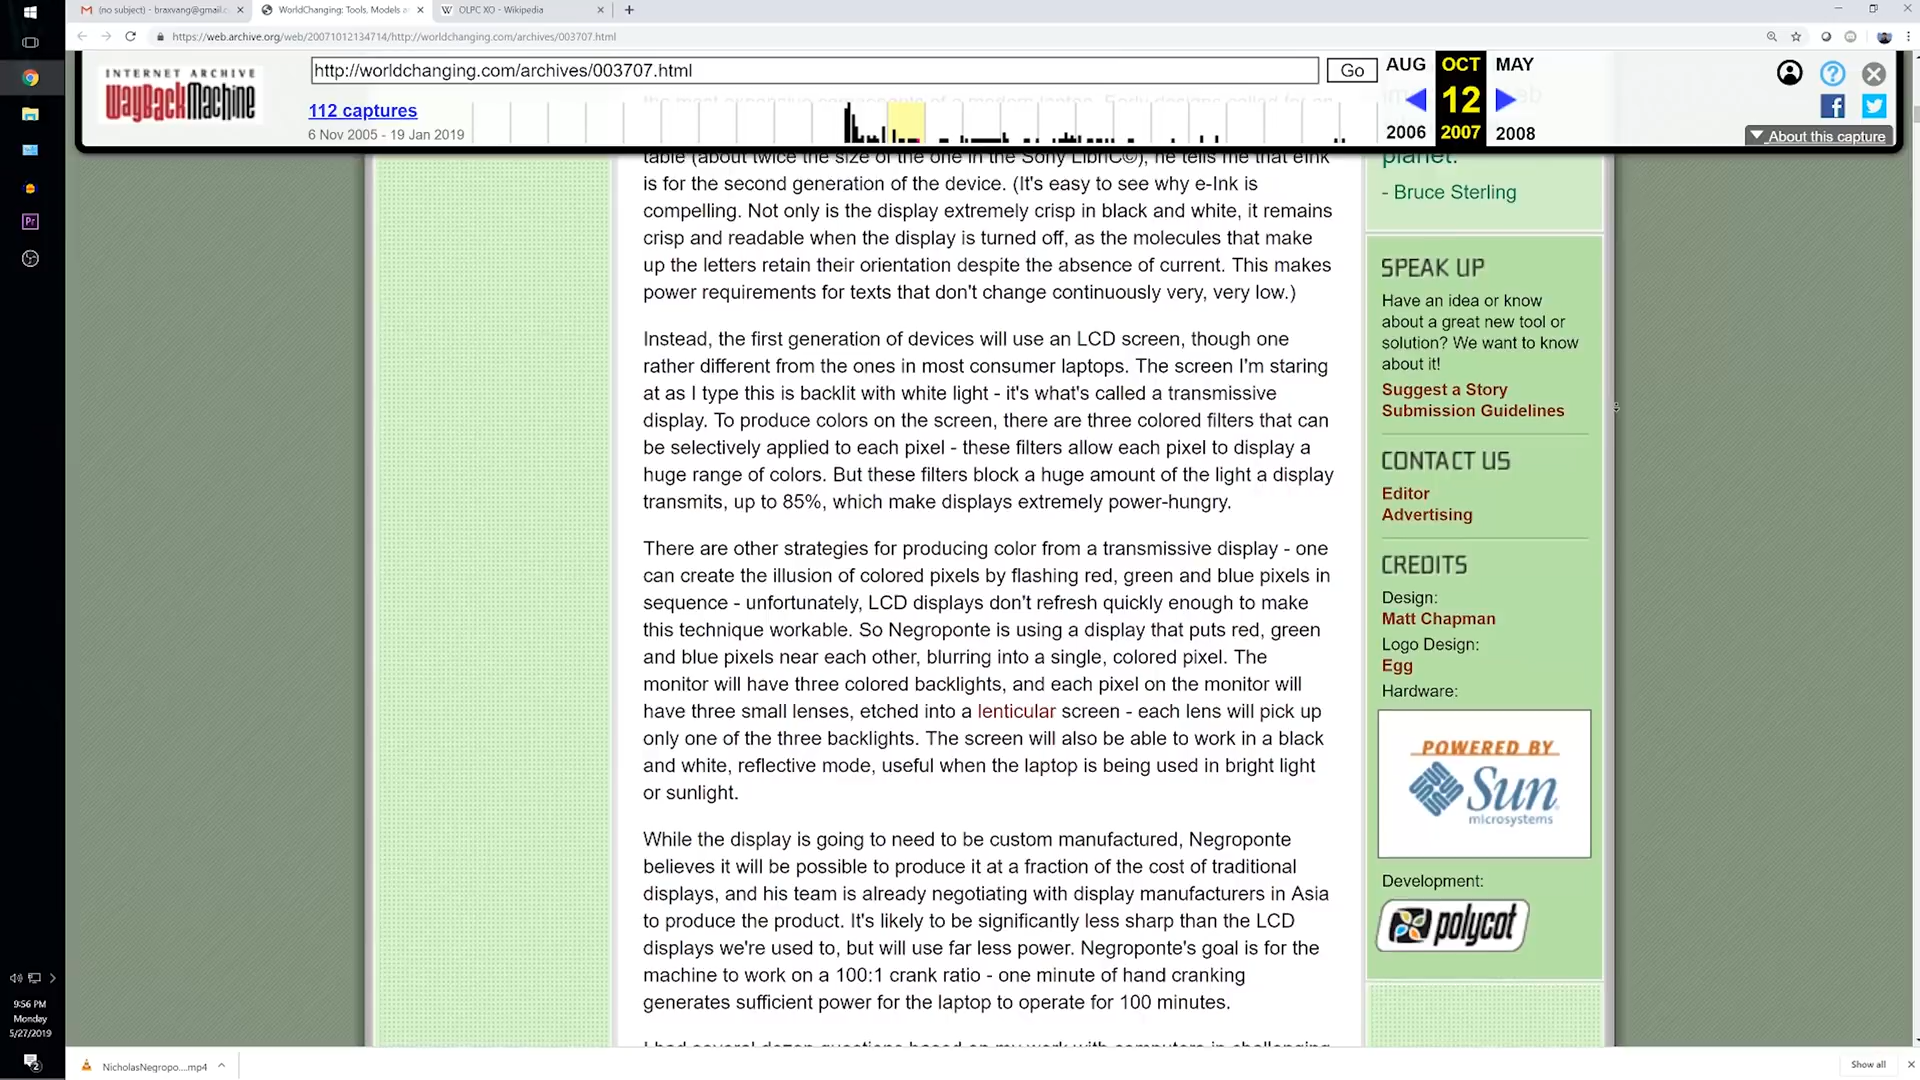 (no subject) - braxvang@gmail.c
WorldChanging: Tools, Models a
OLPC XO - Wikipedia
https://web.archive.org/web/20071012134714/http://worldchanging.com/archives/003707.html
INTERNET ARCHIVE
WayBackMachine
http://worldchanging.com/archives/003707.html
Go
AUG
OCT
MAY
112 captures
12
6 Nov 2005 - 19 Jan 2019
2006
2007
2008
About this capture
table (about twice the size of the one in the Sony LibriC©), he tells me that eInk
is for the second generation of the device. (It's easy to see why e-Ink is
compelling. Not only is the display extremely crisp in black and white, it remains
crisp and readable when the display is turned off, as the molecules that make
up the letters retain their orientation despite the absence of current. This makes
power requirements for texts that don't change continuously very, very low.)
Instead, the first generation of devices will use an LCD screen, though one
rather different from the ones in most consumer laptops. The screen I'm staring
at as I type this is backlit with white light - it's what's called a transmissive
display. To produce colors on the screen, there are three colored filters that can
be selectively applied to each pixel - these filters allow each pixel to display a
huge range of colors. But these filters block a huge amount of the light a display
transmits, up to 85%, which make displays extremely power-hungry.
There are other strategies for producing color from a transmissive display - one
can create the illusion of colored pixels by flashing red, green and blue pixels in
sequence - unfortunately, LCD displays don't refresh quickly enough to make
this technique workable. So Negroponte is using a display that puts red, green
and blue pixels near each other, blurring into a single, colored pixel. The
monitor will have three colored backlights, and each pixel on the monitor will
have three small lenses, etched into a lenticular screen - each lens will pick up
only one of the three backlights. The screen will also be able to work in a black
and white, reflective mode, useful when the laptop is being used in bright light
or sunlight.
While the display is going to need to be custom manufactured, Negroponte
believes it will be possible to produce it at a fraction of the cost of traditional
displays, and his team is already negotiating with display manufacturers in Asia
to produce the product. It's likely to be significantly less sharp than the LCD
displays we're used to, but will use far less power. Negroponte's goal is for the
machine to work on a 100:1 crank ratio - one minute of hand cranking
generates sufficient power for the laptop to operate for 100 minutes.
planet.
- Bruce Sterling
SPEAK UP
Have an idea or know
about a great new tool or
solution? We want to know
about it!
Suggest a Story
Submission Guidelines
CONTACT US
Editor
Advertising
CREDITS
Design:
Matt Chapman
Logo Design:
Egg
Hardware:
POWERED BY
Sun
microsystems
Development:
polycot
Pr
9:56 PM
Monday
5/27/2019
2
NicholasNegropo....mp4
Show all